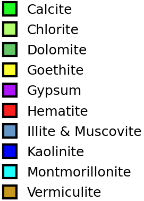 Calcite
Chlorite
Dolomite
Goethite
Gypsum
Hematite
Illite & Muscovite
Kaolinite
Montmorillonite
Vermiculite